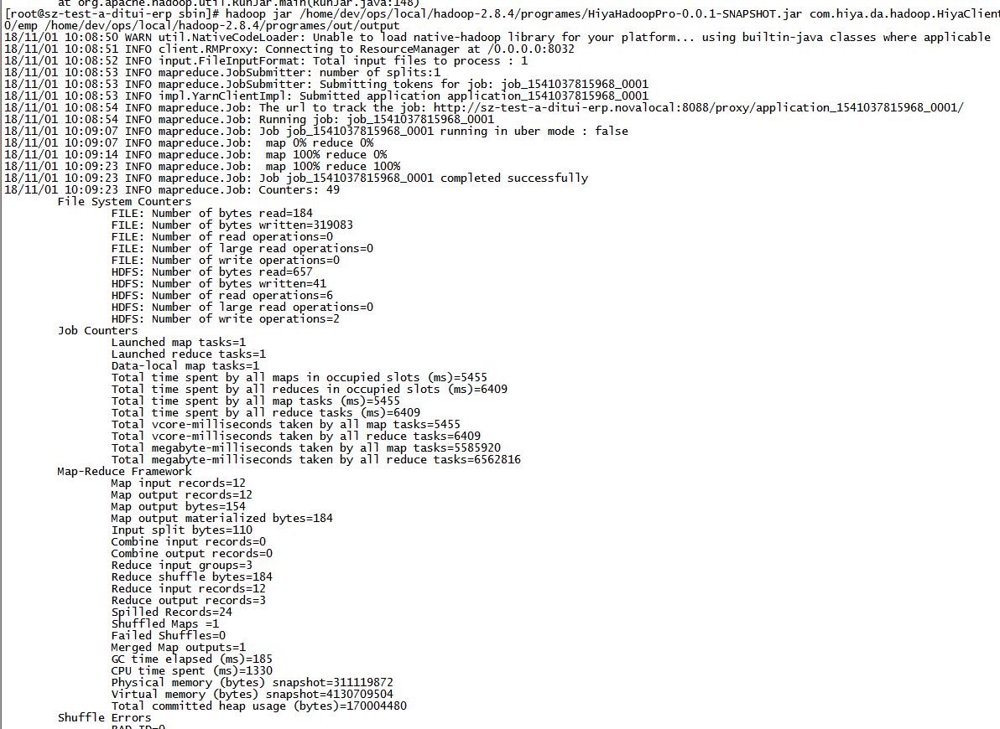 at org.apache.hadoop.util.RunJar.main(RunJar.java:148)
[root@sz-test-a-ditui-erp sbin]# hadoop jar /home/dev/ops/local/hadoop-2.8.4/programes/HiyaHadoopPro-0.0.1-SNAPSHOT.jar com.hiya.da.hadoop.HiyaClient
0/emp /home/dev/ops/local/hadoop-2.8.4/programes/out/output
18/11/01 10:08:50 WARN util.NativeCodeLoader: Unable to load native-hadoop library for your platform... using builtin-java classes where applicable
18/11/01 10:08:51 INFO client.RMProxy: Connecting to ResourceManager at /0.0.0.0:8032
18/11/01 10:08:52 INFO input.FileInputFormat: Total input files to process : 1
18/11/01 10:08:53 INFO mapreduce.JobSubmitter: number of splits:1
18/11/01 10:08:53 INFO mapreduce.JobSubmitter: Submitting tokens for job: job_1541037815968_0001
18/11/01 10:08:53 INFO impl.YarnClientImpl: Submitted application application_1541037815968_0001
18/11/01 10:08:54 INFO mapreduce.Job: The url to track the job: http://sz-test-a-ditui-erp.novalocal:8088/proxy/application_1541037815968_0001/
18/11/01 10:08:54 INFO mapreduce.Job: Running job: job_1541037815968_0001
18/11/01 10:09:07 INFO mapreduce.Job: Job job_1541037815968_0001 running in uber mode : false
18/11/01 10:09:07 INFO mapreduce.Job:  map 0% reduce 0%
18/11/01 10:09:14 INFO mapreduce.Job:  map 100% reduce 0%
18/11/01 10:09:23 INFO mapreduce.Job:  map 100% reduce 100%
18/11/01 10:09:23 INFO mapreduce.Job: Job job_1541037815968_0001 completed successfully
18/11/01 10:09:23 INFO mapreduce.Job: Counters: 49
File System Counters
FILE: Number of bytes read=184
FILE: Number of bytes written=319083
FILE: Number of read operations=0
FILE: Number of large read operations=0
FILE: Number of write operations=0
HDFS: Number of bytes read=657
HDFS: Number of bytes written=41
HDFS: Number of read operations=6
HDFS: Number of large read operations=0
HDFS: Number of write operations=2
Job Counters
Launched map tasks=1
Launched reduce tasks=1
Data-local map tasks=1
Total time spent by all maps in occupied slots (ms)=5455
Total time spent by all reduces in occupied slots (ms)=6409
Total time spent by all map tasks (ms)=5455
Total time spent by all reduce tasks (ms)=6409
Total vcore-milliseconds taken by all map tasks=5455
Total vcore-milliseconds taken by all reduce tasks=6409
Total megabyte-milliseconds taken by all map tasks=5585920
Total megabyte-milliseconds taken by all reduce tasks=6562816
Map-Reduce Framework
Map input records=12
Map output records=12
Map output bytes=154
Map output materialized bytes=184
Input split bytes=110
Combine input records=0
Combine output records=0
Reduce input groups=3
Reduce shuffle bytes=184
Reduce input records=12
Reduce output records=3
Spilled Records=24
Shuffled Maps =1
Failed Shuffles=0
Merged Map outputs=1
GC time elapsed (ms)=185
CPU time spent (ms)=1330
Physical memory (bytes) snapshot=311119872
Virtual memory (bytes) snapshot=4130709504
Total committed heap usage (bytes)=170004480
Shuffle Errors
BAD_ID=0